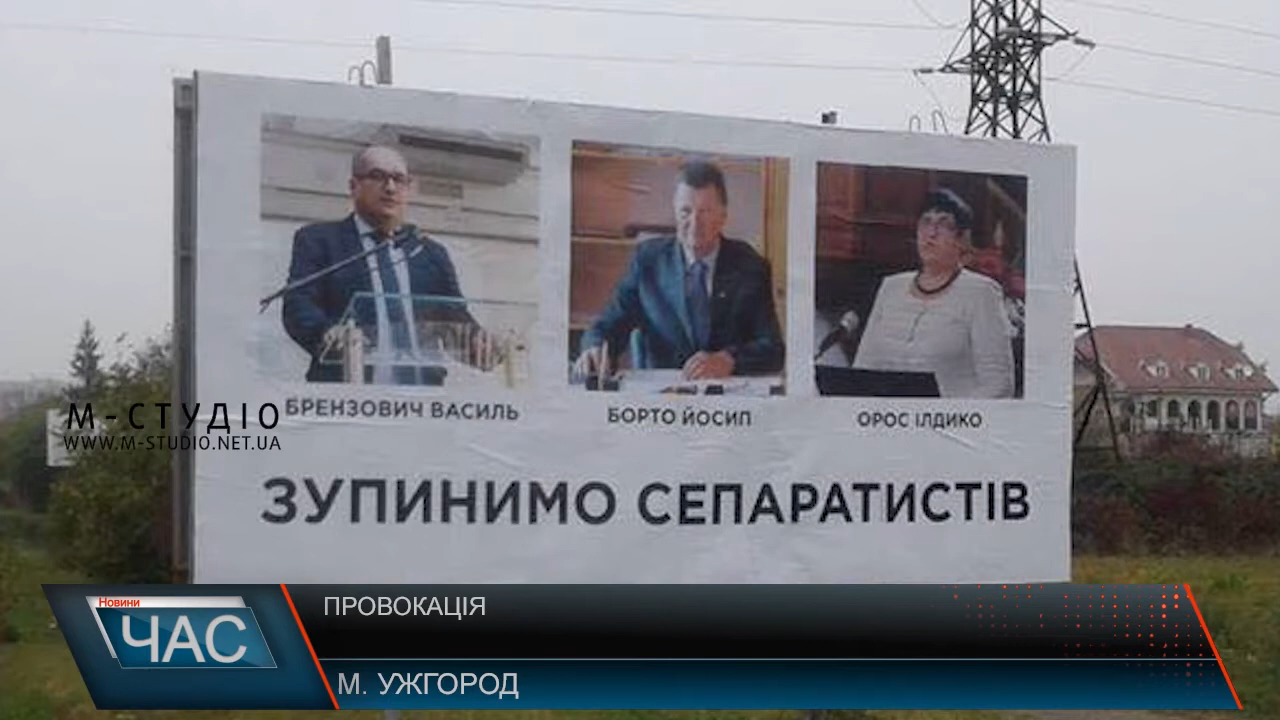 БРЕНЗОВИЧ ВАСИЛЬ
БОРТО ЙОСИП
ОРОС ІЛДИКО
ЗУПИНИМО СЕПАРАТИСТІВ
М-СТУДІО
WWW.M-STUDIO.NET.UA
Новини
ЧАС
ПРОВОКАЦІЯ
М. УЖГОРОД